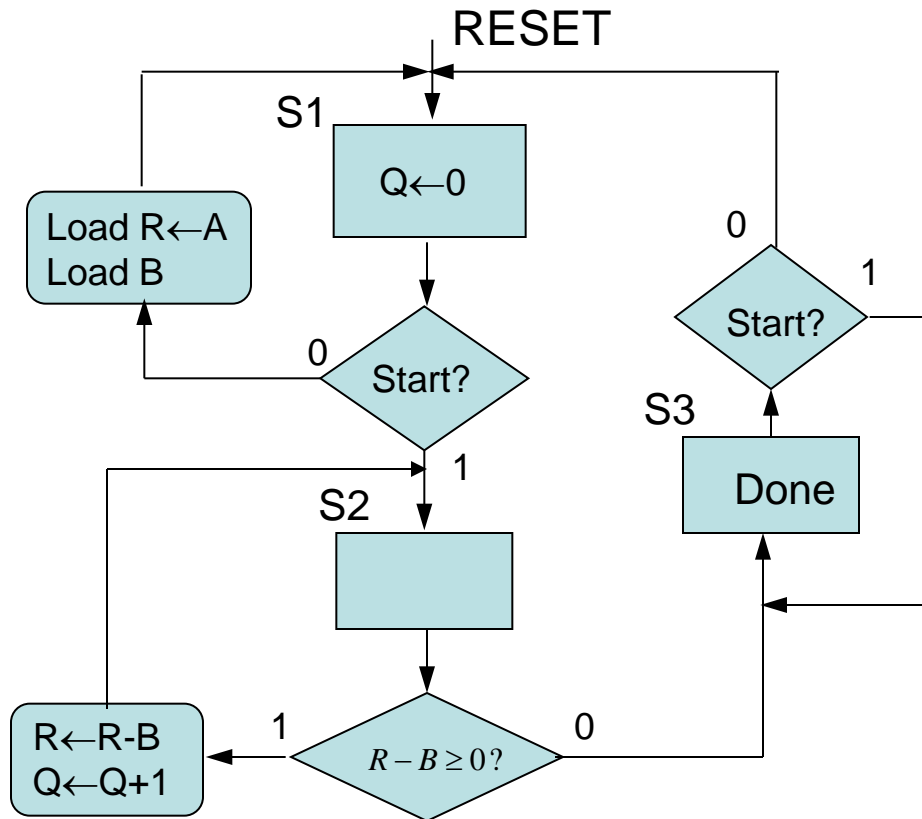 RESET
S1
Q←0
Load R←A
Load B
0
Start?
1
S2
R←R-B
Q←Q+1
1
R − B ≥ 0 ?
0
0
1
Start?
S3
Done